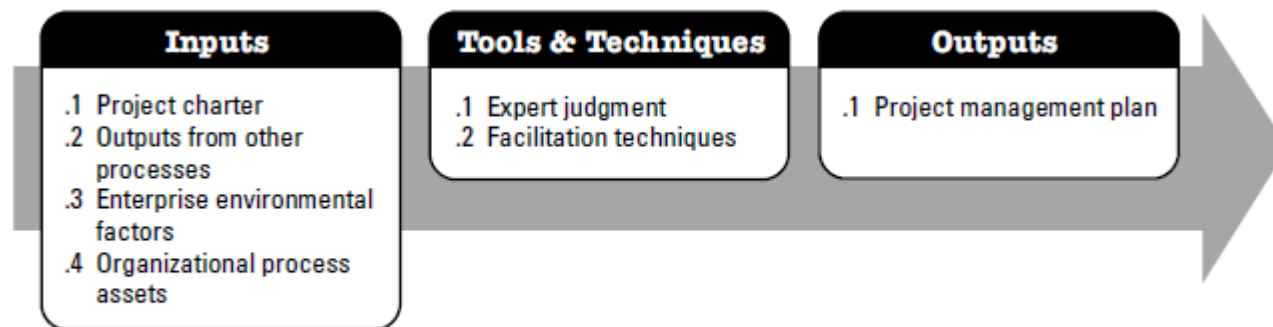 Inputs
.1 Project charter
.2 Outputs from other
processes
.3 Enterprise environmental
factors
.4 Organizational process
assets
Tools & Techniques
.1 Expert judgment
.2 Facilitation techniques
Outputs
.1 Project management plan